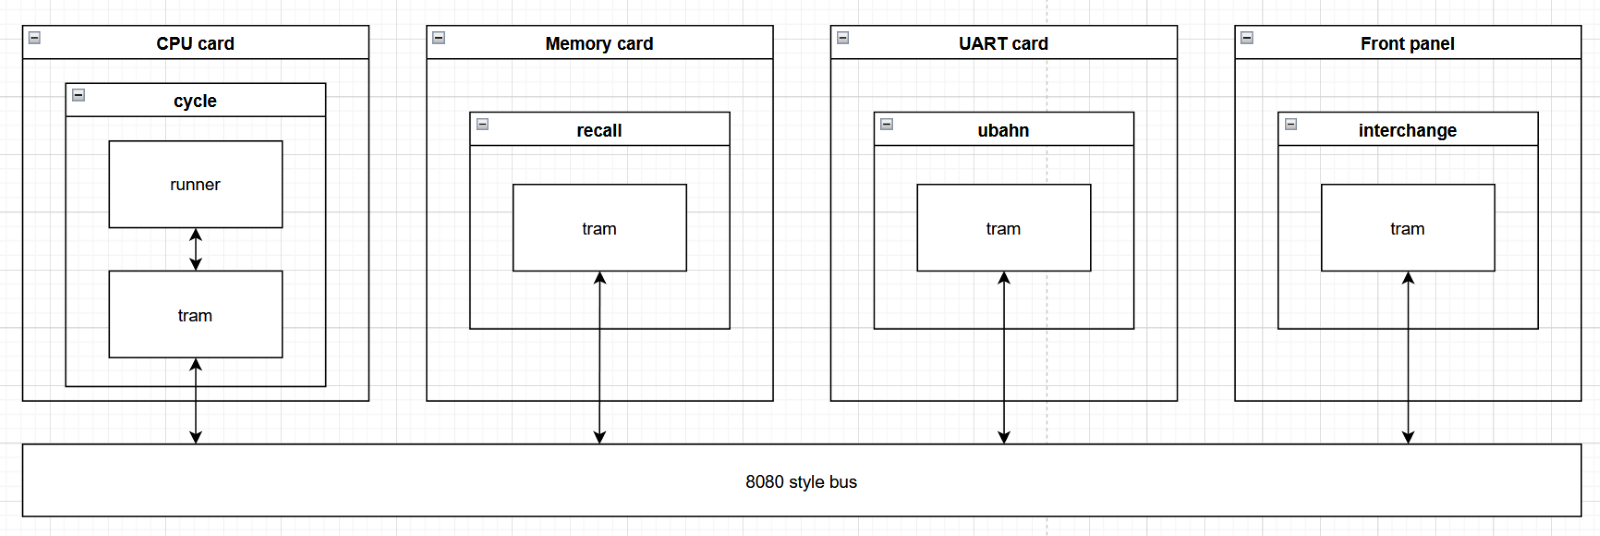 CPU card
Memory card
UART card
Front panel
cycle
recall
ubahn
interchange
runner
tram
tram
tram
tram
8080 style bus